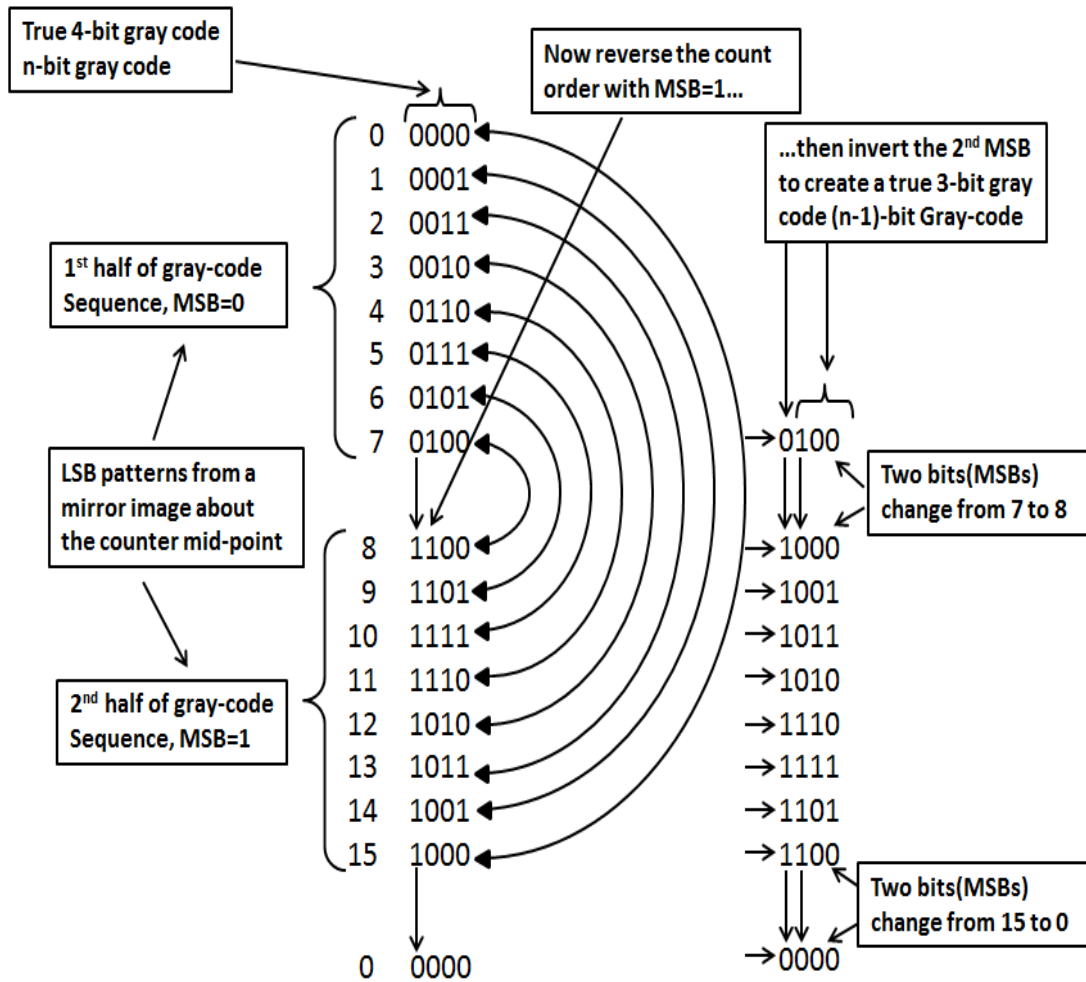 True 4-bit gray code
n-bit gray code
Now reverse the count
order with MSB=1...
...then invert the 2nd MSB
to create a true 3-bit gray
code (n-1)-bit Gray-code
0 0000
1 0001
2 0011
3 0010
4 0110
5 0111
6 0101
7 0100
1st half of gray-code
Sequence, MSB=0
LSB patterns from a
mirror image about
the counter mid-point
2nd half of gray-code
Sequence, MSB=1
8 1100
9 1101
10 1111
11 1110
12 1010
13 1011
14 1001
15 1000
0 0000
0100
Two bits(MSBs)
change from 7 to 8
1000
1001
1011
1010
1110
1111
1101
1100
Two bits(MSBs)
change from 15 to 0
0000